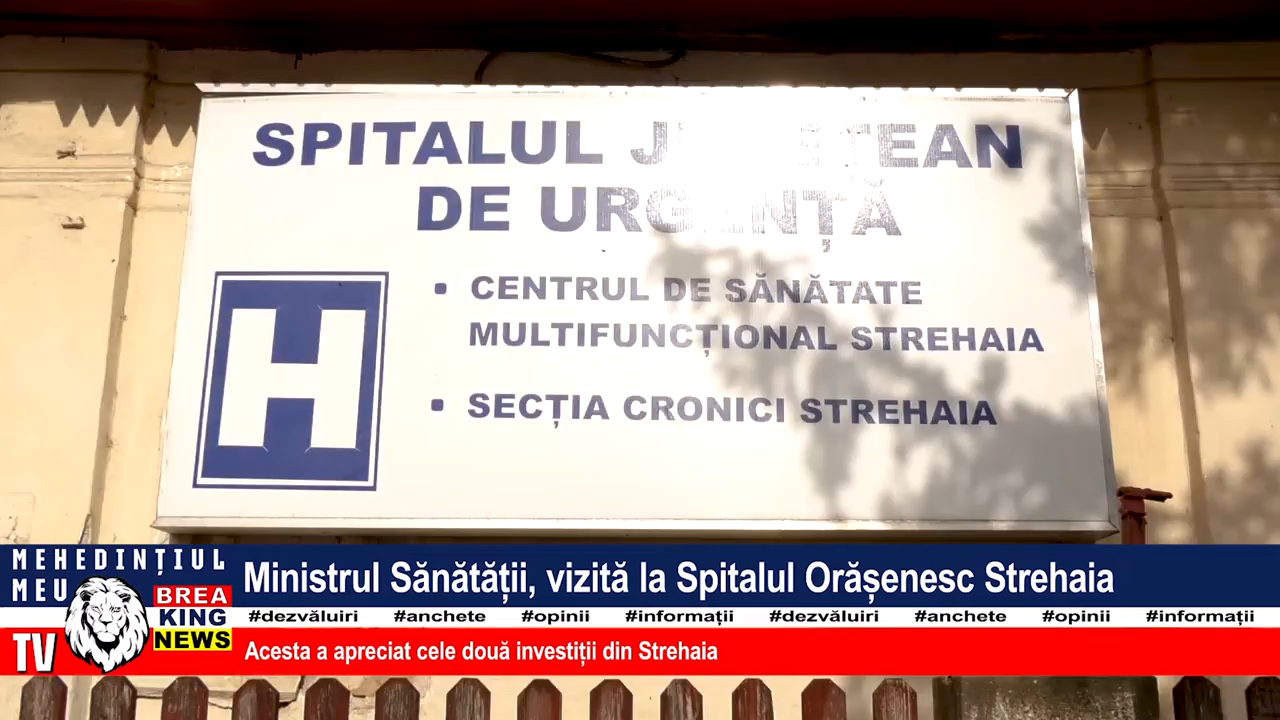 SPITALUL
DE
• CENTRUL DE SĂNĂTATE
MULTIFUNCȚIONAL STREHAIA
• SECȚIA CRONICI STREHAIA
H
MEHEDINȚIUL
MEU
TV
BREA
KING
NEWS
Ministrul Sănătății, vizită la Spitalul Orășenesc Strehaia
#dezvăluiri #anchete #opinii #informații #dezvăluiri #anchete #opinii #informații
Acesta a apreciat cele două investiții din Strehaia